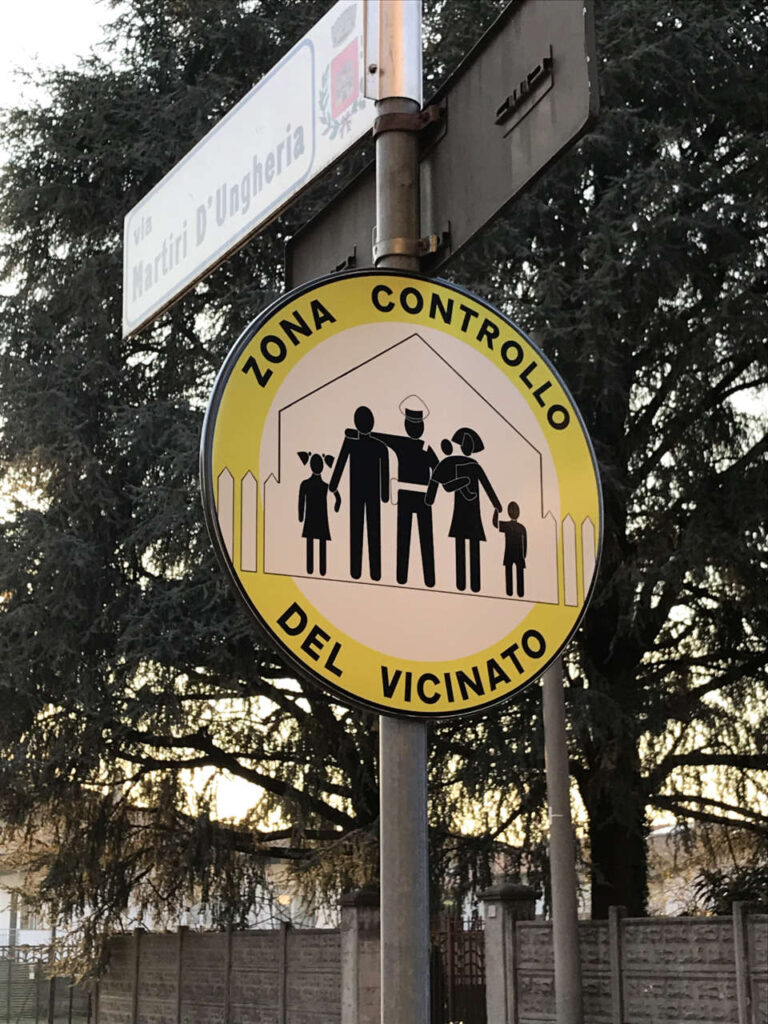 via
Martiri D'Ungheria
ZONA CONTROLLO
DEL VICINATO